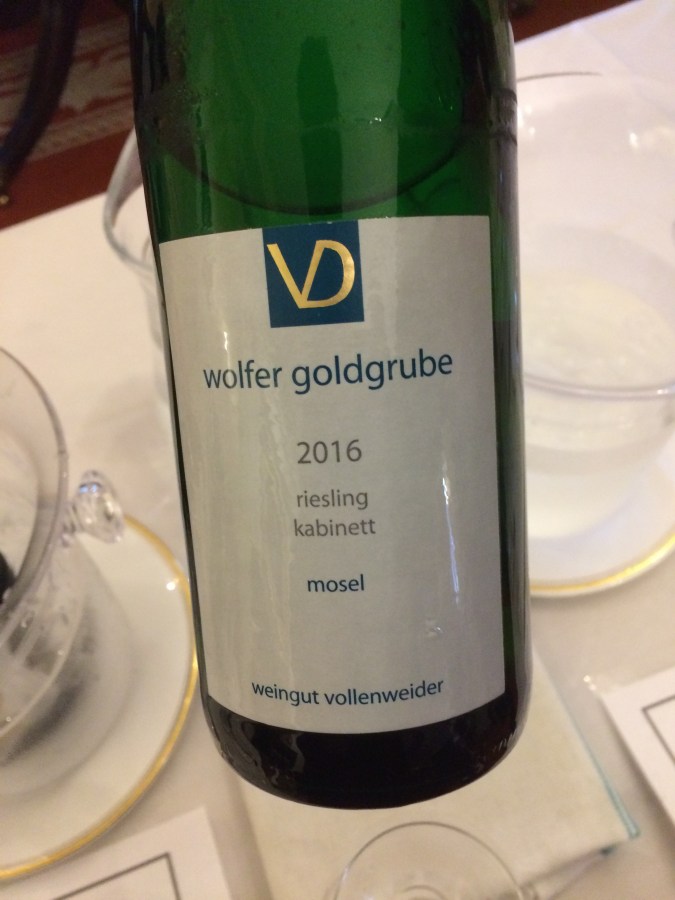 VD
wolfer goldgrube
2016
riesling
kabinett
mosel
weingut vollenweider